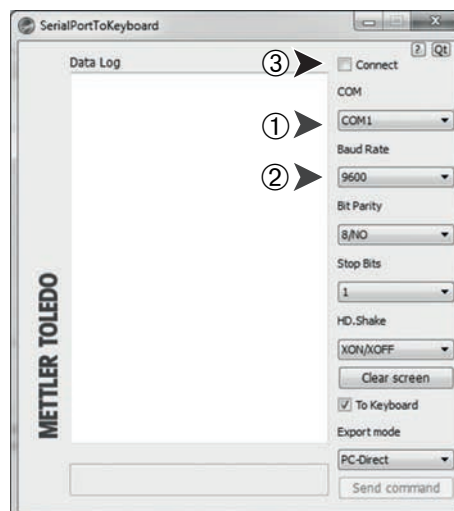 SerialPortToKeyboard
? Qt
Data Log
③ Connect
COM
① COM1
Baud Rate
② 9600
Bit Parity
8/NO
Stop Bits
1
HD.Shake
XON/XOFF
Clear screen
To Keyboard
Export mode
PC-Direct
Send command
METTLER TOLEDO